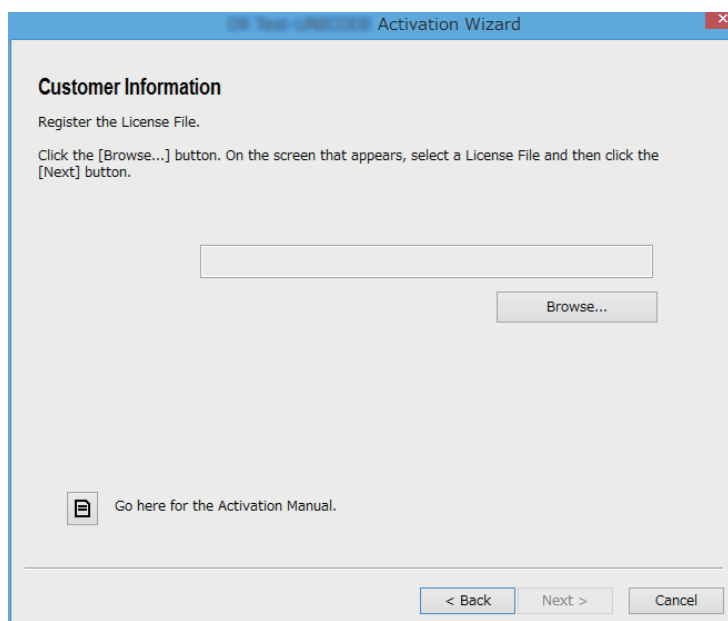 Activation Wizard
Customer Information
Register the License File.
Click the [Browse...] button. On the screen that appears, select a License File and then click the
[Next] button.
Browse...
Go here for the Activation Manual.
< Back
Next >
Cancel